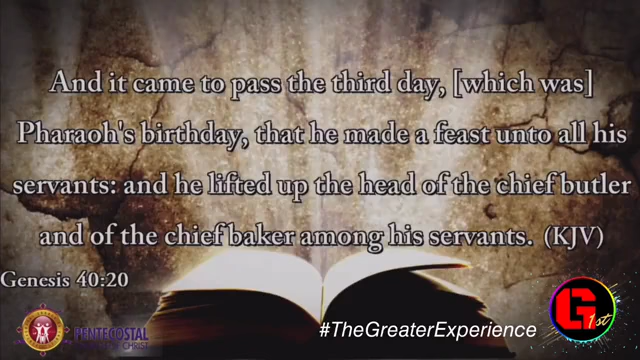 And it came to pass the third day, [which was]
Pharaoh's birthday, that he made a feast unto all his
servants: and he lifted up the head of the chief butler
and of the chief baker among his servants. (KJV)
Genesis 40:20
PENTECOSTAL
CHRIST
#TheGreaterExperience
G1st